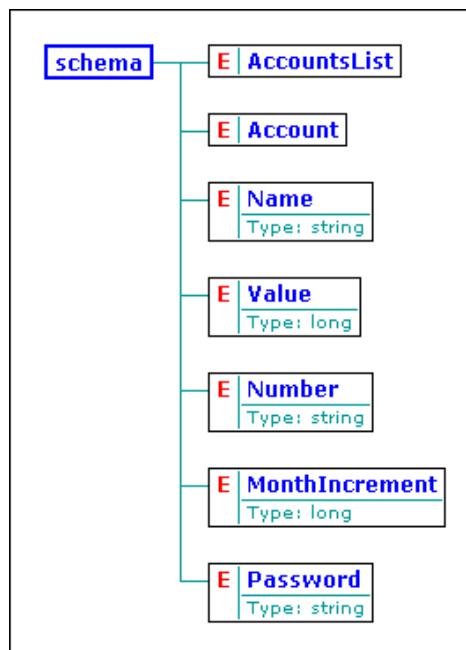 schema
E AccountsList
E Account
E Name
Type: string
E Value
Type: long
E Number
Type: string
E MonthIncrement
Type: long
E Password
Type: string